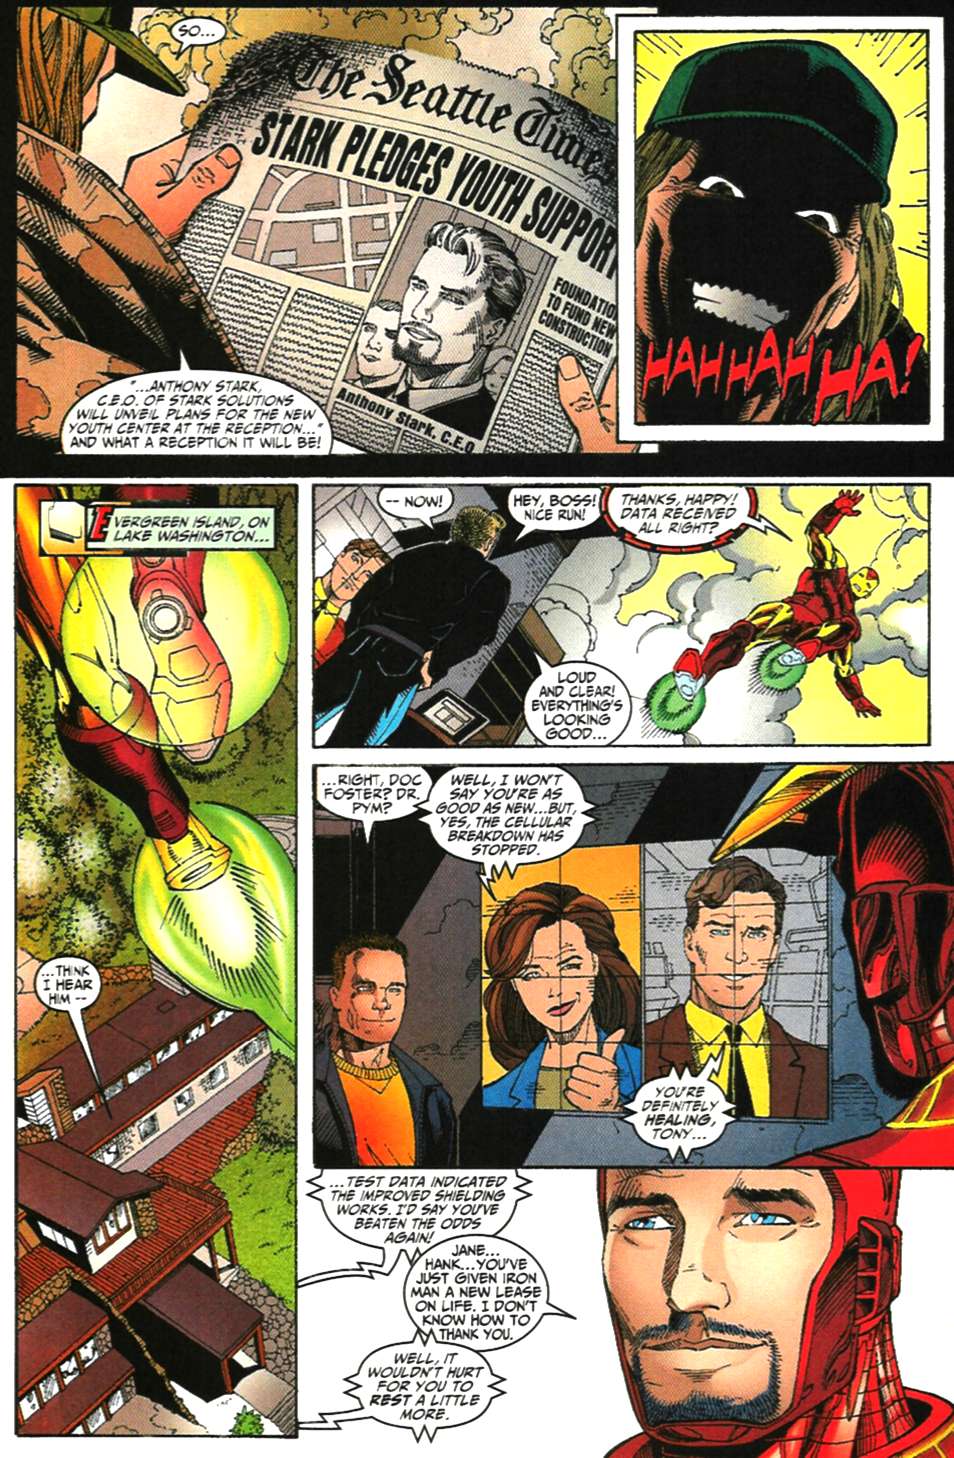 SO...
The Seattle Times
STARK PLEDGES YOUTH SUPPORT
FOUNDATION
TO FUND NEW
CONSTRUCTION
Anthony Stark, C.E.O.
"...ANTHONY STARK,
C.E.O. OF STARK SOLUTIONS
WILL UNVEIL PLANS FOR THE NEW
YOUTH CENTER AT THE RECEPTION..."
AND WHAT A RECEPTION IT WILL BE!
HAH HAH HA!
EVERGREEN ISLAND, ON
LAKE WASHINGTON...
...THINK
I HEAR
HIM --
-- NOW!
HEY, BOSS!
NICE RUN!
THANKS, HAPPY!
DATA RECEIVED
ALL RIGHT?
LOUD
AND CLEAR!
EVERYTHING'S
LOOKING
GOOD...
...RIGHT, DOC
FOSTER? DR.
PYM?
WELL, I WON'T
SAY YOU'RE AS
GOOD AS NEW...BUT,
YES, THE CELLULAR
BREAKDOWN HAS
STOPPED.
YOU'RE
DEFINITELY
HEALING,
TONY...
...TEST DATA INDICATED
THE IMPROVED SHIELDING
WORKS. I'D SAY YOU'VE
BEATEN THE ODDS
AGAIN!
JANE...
HANK...YOU'VE
JUST GIVEN IRON
MAN A NEW LEASE
ON LIFE. I DON'T
KNOW HOW TO
THANK YOU.
WELL, IT
WOULDN'T HURT
FOR YOU TO
REST A LITTLE
MORE.